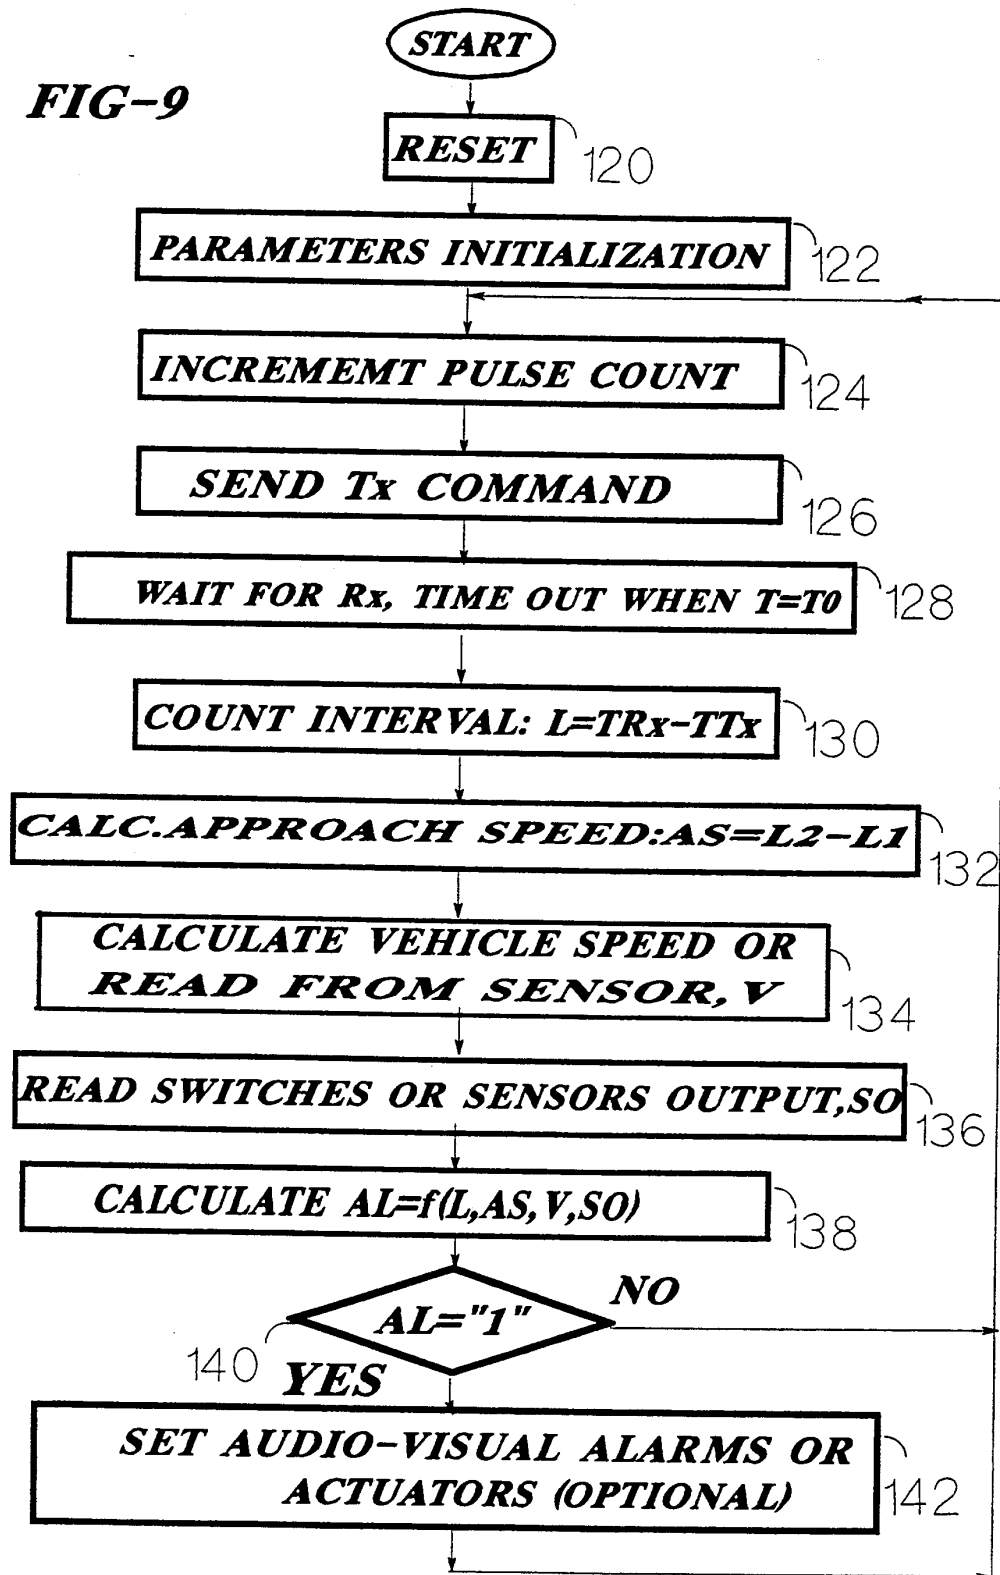 START
FIG-9
RESET
120
PARAMETERS INITIALIZATION
122
INCREMEMT PULSE COUNT
124
SEND Tx COMMAND
126
WAIT FOR Rx, TIME OUT WHEN T=T0
128
COUNT INTERVAL: L=TRx-TTx
130
CALC.APPROACH SPEED:AS=L2-L1
132
CALCULATE VEHICLE SPEED OR
READ FROM SENSOR, V
134
READ SWITCHES OR SENSORS OUTPUT,SO
136
CALCULATE AL=f(L,AS,V,SO)
138
AL="1"
NO
140
YES
SET AUDIO-VISUAL ALARMS OR
ACTUATORS (OPTIONAL)
142